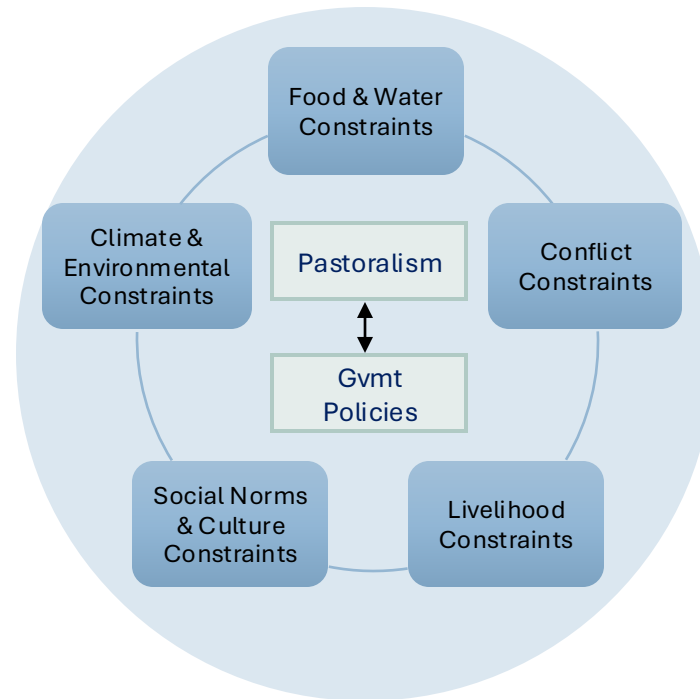 Food & Water
Constraints
Climate &
Environmental
Constraints
Pastoralism
Conflict
Constraints
Gvmt
Policies
Social Norms
& Culture
Constraints
Livelihood
Constraints